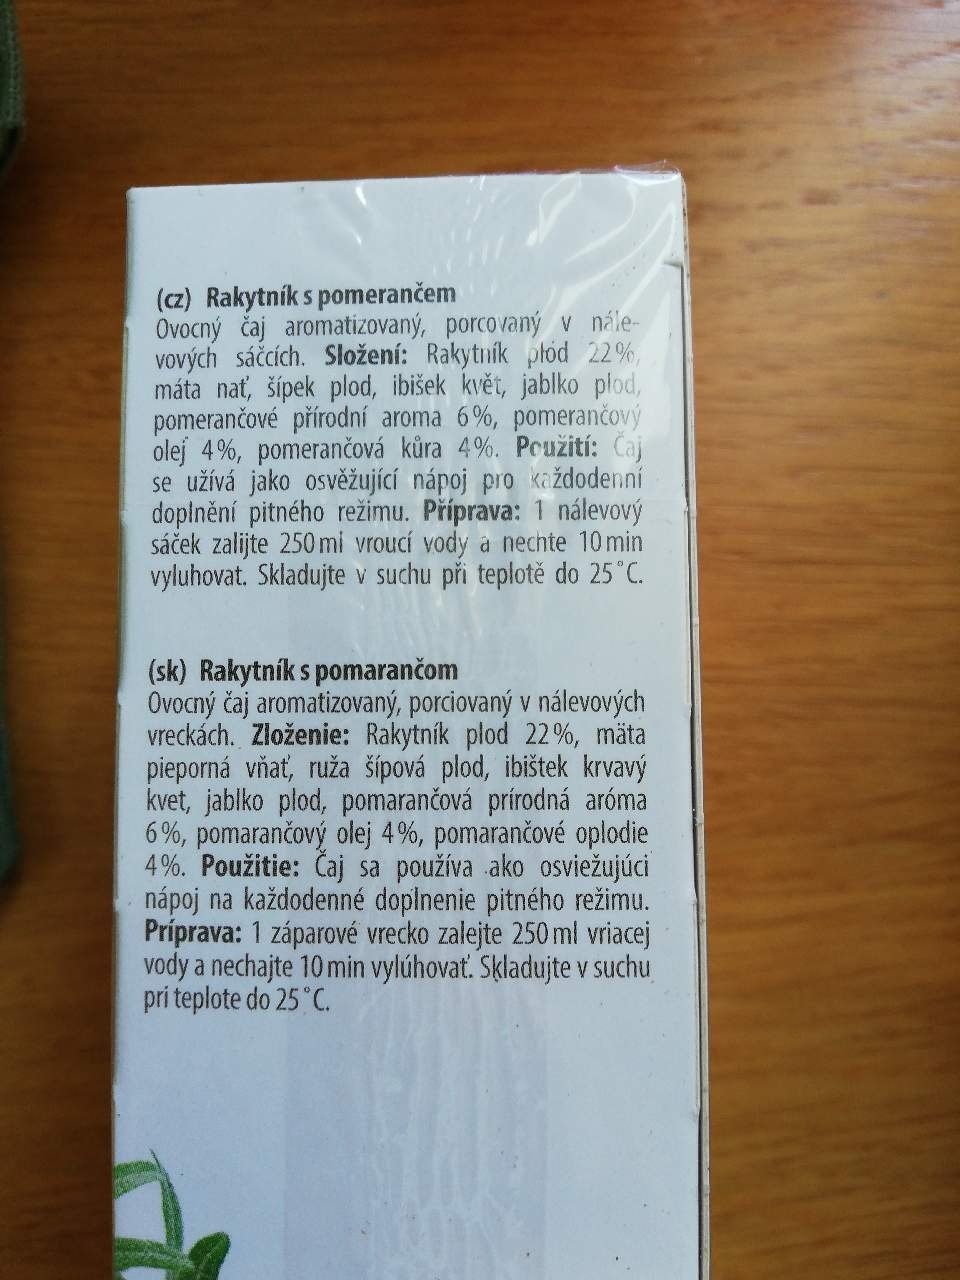 (cz) Rakytník s pomerančem
Ovocný čaj aromatizovaný, porcovaný v nále-
vových sáčcích. Složení: Rakytník plod 22%,
máta nať, šípek plod, ibišek květ, jablko plod,
pomerančové přírodní aroma 6%, pomerančový
olej 4%, pomerančová kůra 4%. Použití: Čaj
se užívá jako osvěžující nápoj pro každodenní
doplnění pitného režimu. Příprava: 1 nálevový
sáček zalijte 250 ml vroucí vody a nechte 10 min
vyluhovat. Skladujte v suchu při teplotě do 25˚C.
(sk) Rakytník s pomarančom
Ovocný čaj aromatizovaný, porciovaný v nálevových
vreckách. Zloženie: Rakytník plod 22%, mäta
pieporná vňať, ruža šípová plod, ibištek krvavý
kvet, jablko plod, pomarančová prírodná aróma
6%, pomarančový olej 4%, pomarančové oplodie
4%. Použitie: Čaj sa používa ako osviežujúci
nápoj na každodenné doplnenie pitného režimu.
Príprava: 1 záparové vrecko zalejte 250 ml vriacej
vody a nechajte 10 min vylúhovať. Skladujte v suchu
pri teplote do 25˚C.